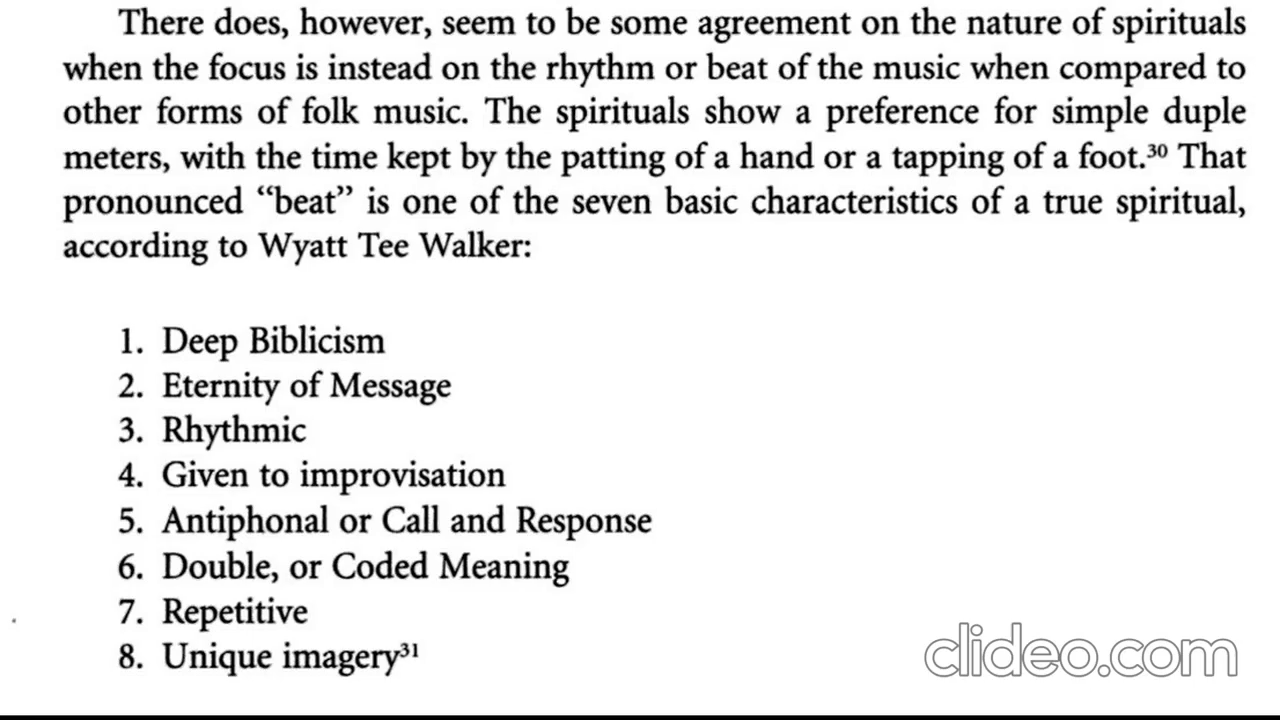 There does, however, seem to be some agreement on the nature of spirituals
when the focus is instead on the rhythm or beat of the music when compared to
other forms of folk music. The spirituals show a preference for simple duple
meters, with the time kept by the patting of a hand or a tapping of a foot.³⁰ That
pronounced “beat” is one of the seven basic characteristics of a true spiritual,
according to Wyatt Tee Walker:
1. Deep Biblicism
2. Eternity of Message
3. Rhythmic
4. Given to improvisation
5. Antiphonal or Call and Response
6. Double, or Coded Meaning
7. Repetitive
8. Unique imagery³¹
clideo.com